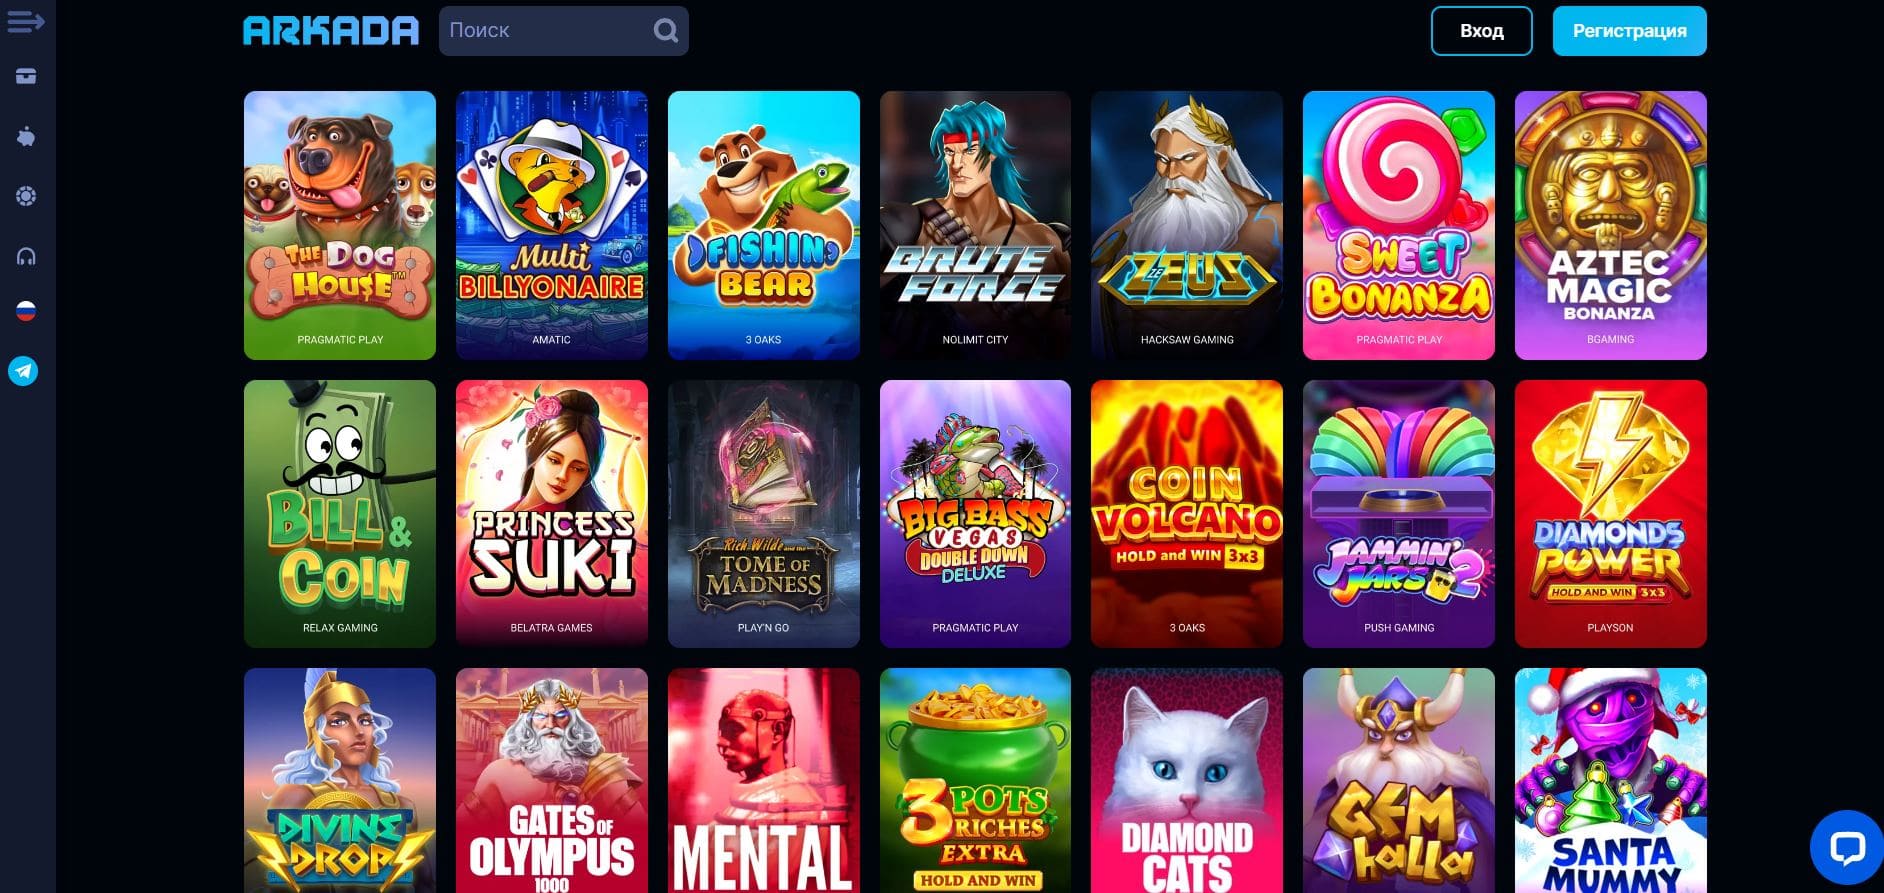 ARKADA
Поиск
Вход
Регистрация
THE DOG
HOU$E™
PRAGMATIC PLAY
Multi
BILLYONAIRE
AMATIC
FISHIN
BEAR
3 OAKS
BRUTE
FORCE
NOLIMIT CITY
ZE
ZEUS
HACKSAW GAMING
SWEET
BONANZA
PRAGMATIC PLAY
AZTEC
MAGIC
BONANZA
BGAMING
BILL &
COIN
RELAX GAMING
PRINCESS
SUKI
BELATRA GAMES
Rich Wilde and the
TOME OF
MADNESS
PLAY'N GO
BIG BASS
VEGAS
DOUBLE DOWN
DELUXE
PRAGMATIC PLAY
COIN
VOLCANO
HOLD and WIN 3x3
3 OAKS
JAMMIN'
JARS 2
PUSH GAMING
DIAMONDS
POWER
HOLD AND WIN 3x3
PLAYSON
DIVINE
DROP
GATES OF
OLYMPUS
1000
MENTAL
3 POTS
RICHES
EXTRA
HOLD AND WIN
DIAMOND
CATS
GEM
halla
SANTA
MUMMY